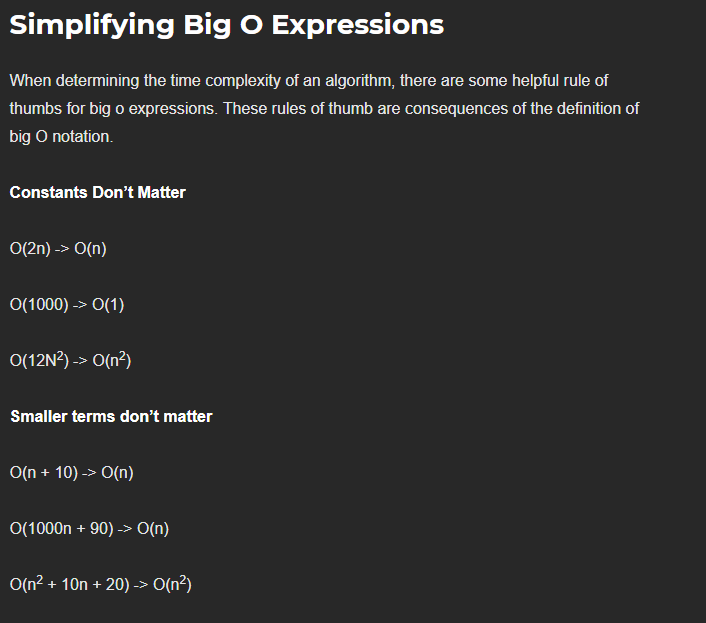 Simplifying Big O Expressions
When determining the time complexity of an algorithm, there are some helpful rule of
thumbs for big o expressions. These rules of thumb are consequences of the definition of
big O notation.
Constants Don’t Matter
O(2n) -> O(n)
O(1000) -> O(1)
O(12N²) -> O(n²)
Smaller terms don’t matter
O(n + 10) -> O(n)
O(1000n + 90) -> O(n)
O(n² + 10n + 20) -> O(n²)